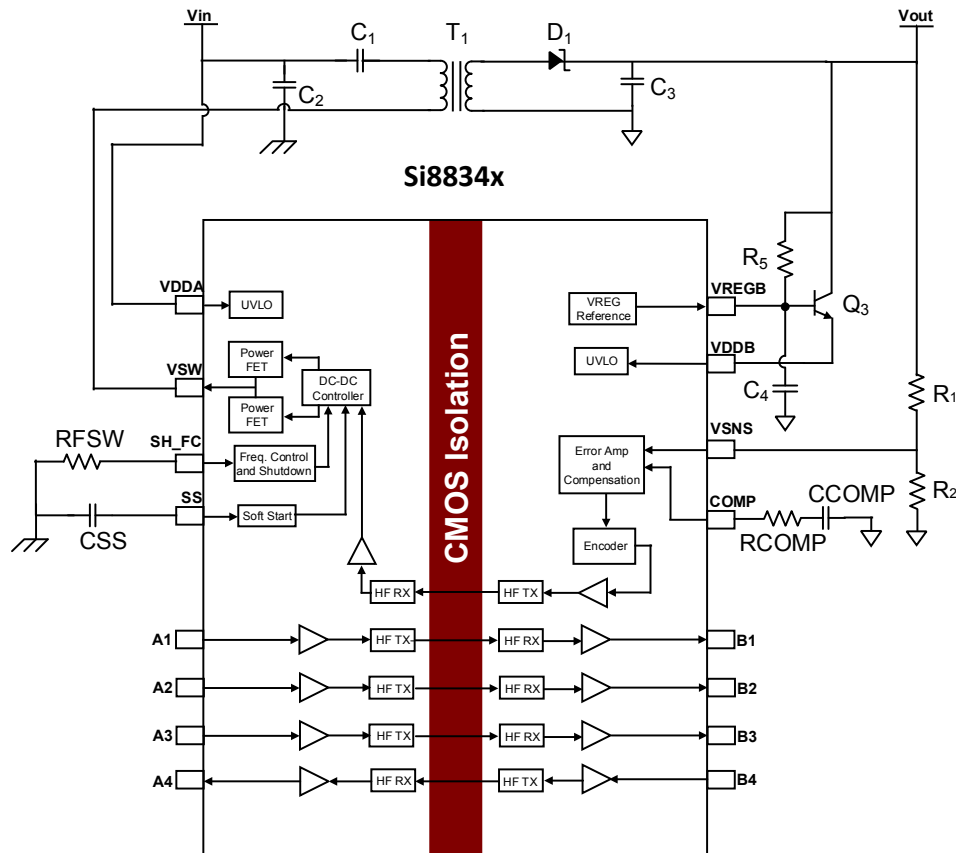 Vin
Vout
C1
T1
D1
C2
C3
Si8834x
R5
VDDA
UVLO
VREG
Reference
VREGB
Q3
Power
FET
VSW
DC-DC
Controller
Power
FET
UVLO
VDDB
C4
R1
RFSW
SH_FC
Freq. Control
and Shutdown
CMOS Isolation
Error Amp
and
Compensation
VSNS
SS
Soft Start
CSS
COMP
CCOMP
R2
RCOMP
Encoder
HF RX
HF TX
A1
HF TX
HF RX
B1
A2
HF TX
HF RX
B2
A3
HF TX
HF RX
B3
A4
HF RX
HF TX
B4